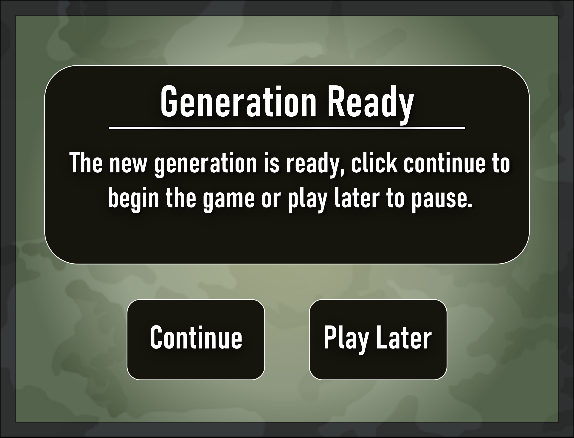 Generation Ready
The new generation is ready, click continue to
begin the game or play later to pause.
Continue
Play Later